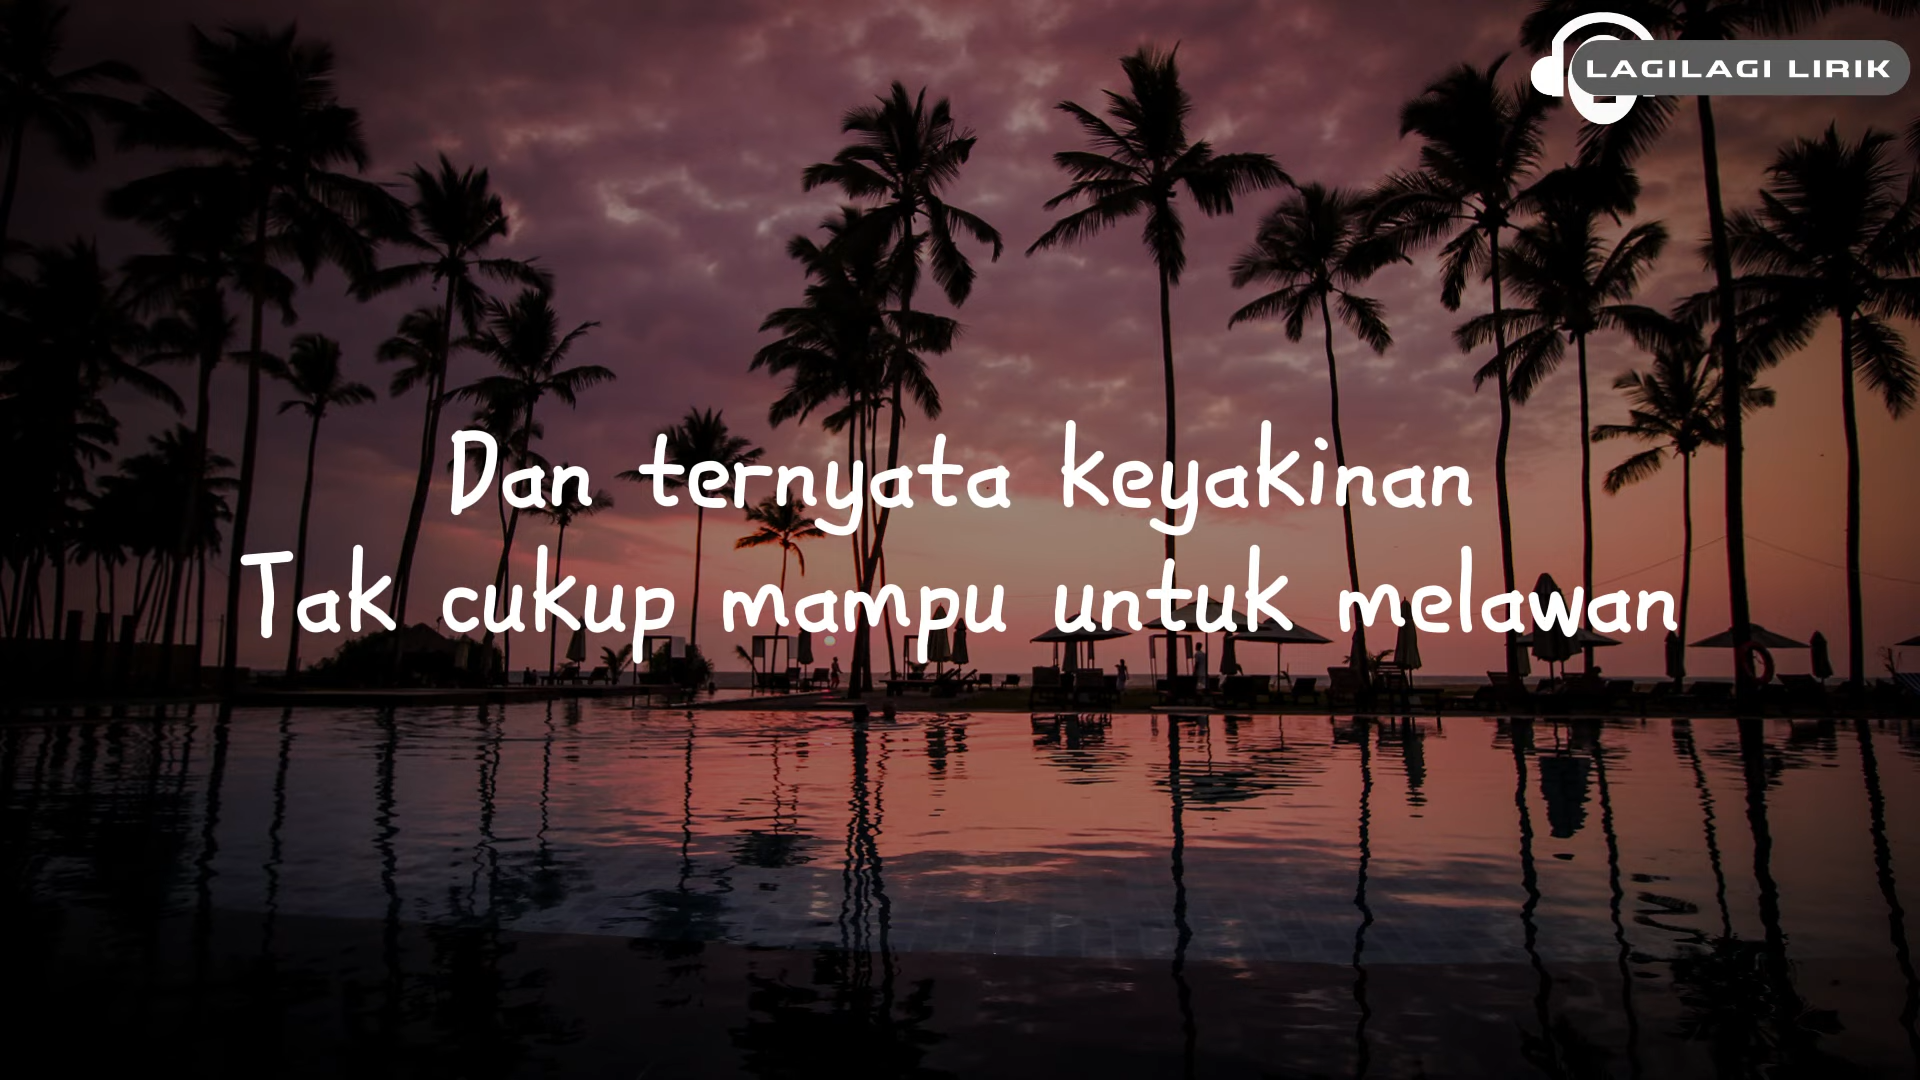 LAGILAGI LIRIK
Dan ternyata keyakinan
Tak cukup mampu untuk melawan